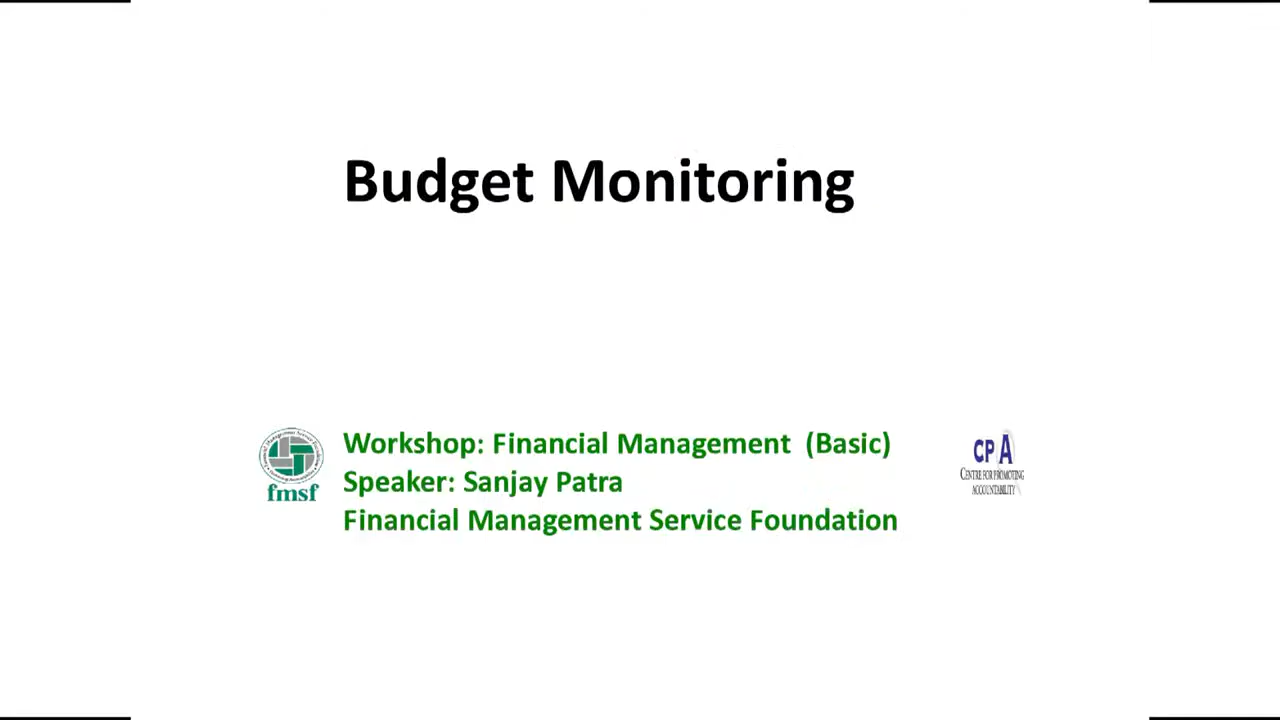 Budget Monitoring
Workshop: Financial Management (Basic)
Speaker: Sanjay Patra
Financial Management Service Foundation
fmsf
CPA
CENTRE FOR PROMOTING
ACCOUNTABILITY